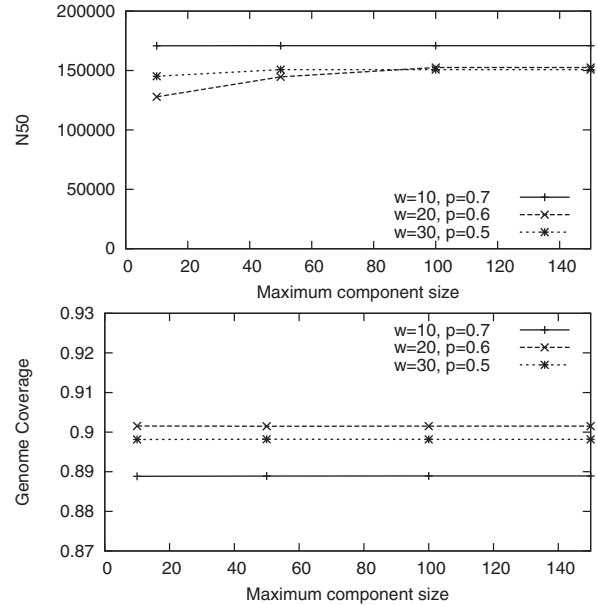 200000
150000
100000
50000
0
N50
w=10, p=0.7
w=20, p=0.6
w=30, p=0.5
0 20 40 60 80 100 120 140
Maximum component size
0.93
0.92
0.91
0.9
0.89
0.88
0.87
Genome Coverage
w=10, p=0.7
w=20, p=0.6
w=30, p=0.5
0 20 40 60 80 100 120 140
Maximum component size